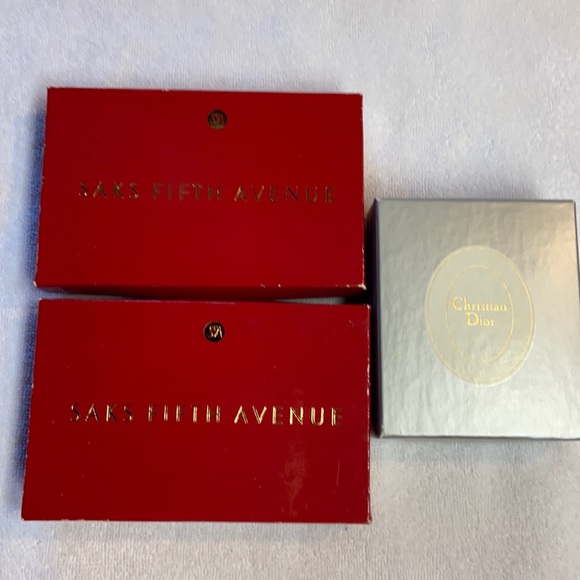 SAKS FIFTH AVENUE
SAKS FIFTH AVENUE
Christian
Dior